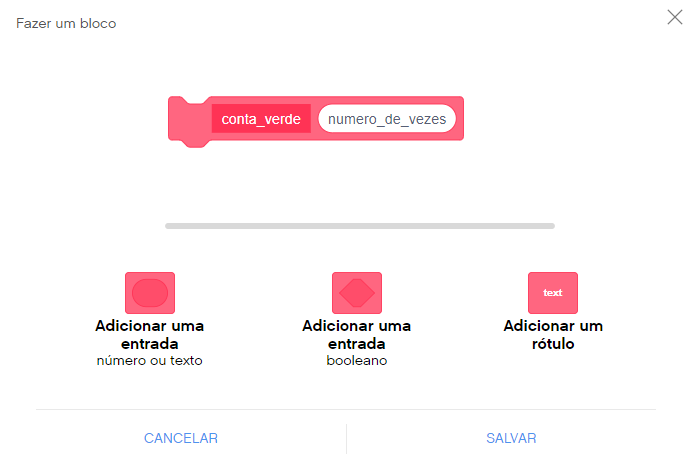 Fazer um bloco
conta_verde numero_de_vezes
text
Adicionar uma
entrada
número ou texto
Adicionar uma
entrada
booleano
Adicionar um
rótulo
CANCELAR
SALVAR